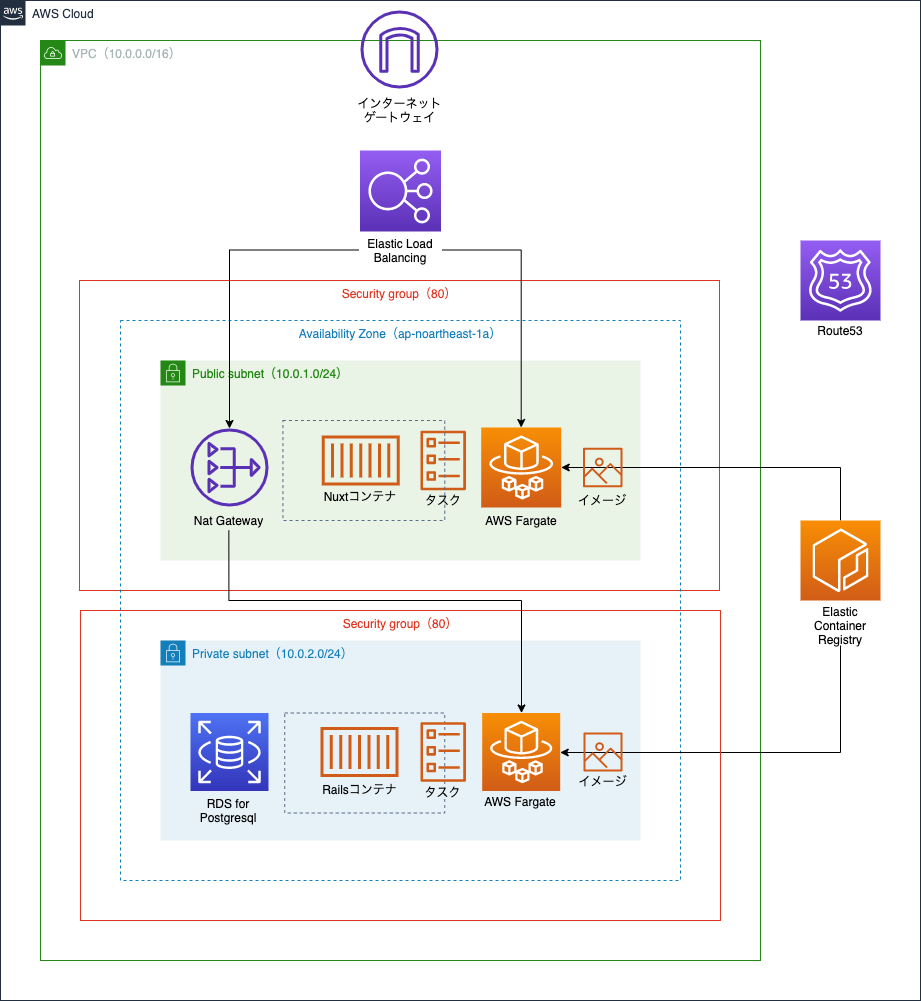 aws
AWS Cloud
VPC（10.0.0.0/16）
インターネット
ゲートウェイ
Elastic Load
Balancing
Security group（80）
Availability Zone（ap-noartheast-1a）
Public subnet（10.0.1.0/24）
53
Route53
Nuxtコンテナ
タスク
イメージ
Nat Gateway
AWS Fargate
Elastic
Container
Registry
Security group（80）
Private subnet（10.0.2.0/24）
Railsコンテナ
タスク
イメージ
RDS for
Postgresql
AWS Fargate